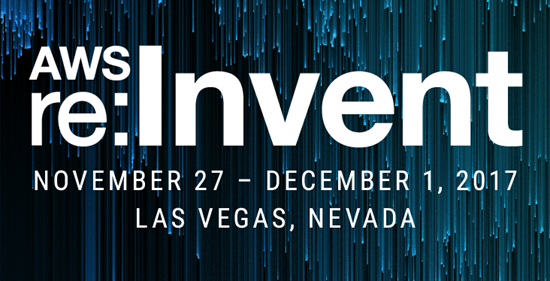 AWS
re:Invent
NOVEMBER 27 – DECEMBER 1, 2017
LAS VEGAS, NEVADA